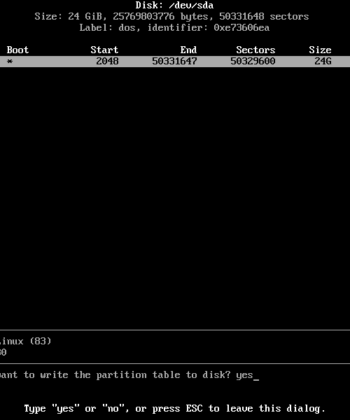 Disk: /dev/sda
Size: 24 GiB, 25769803776 bytes, 50331648 sectors
Label: dos, identifier: 0xe73606ea
Boot Start End Sectors Size
* 2048 50331647 50329600 24G
inux (83)
want to write the partition table to disk? yes_
Type "yes" or "no", or press ESC to leave this dialog.